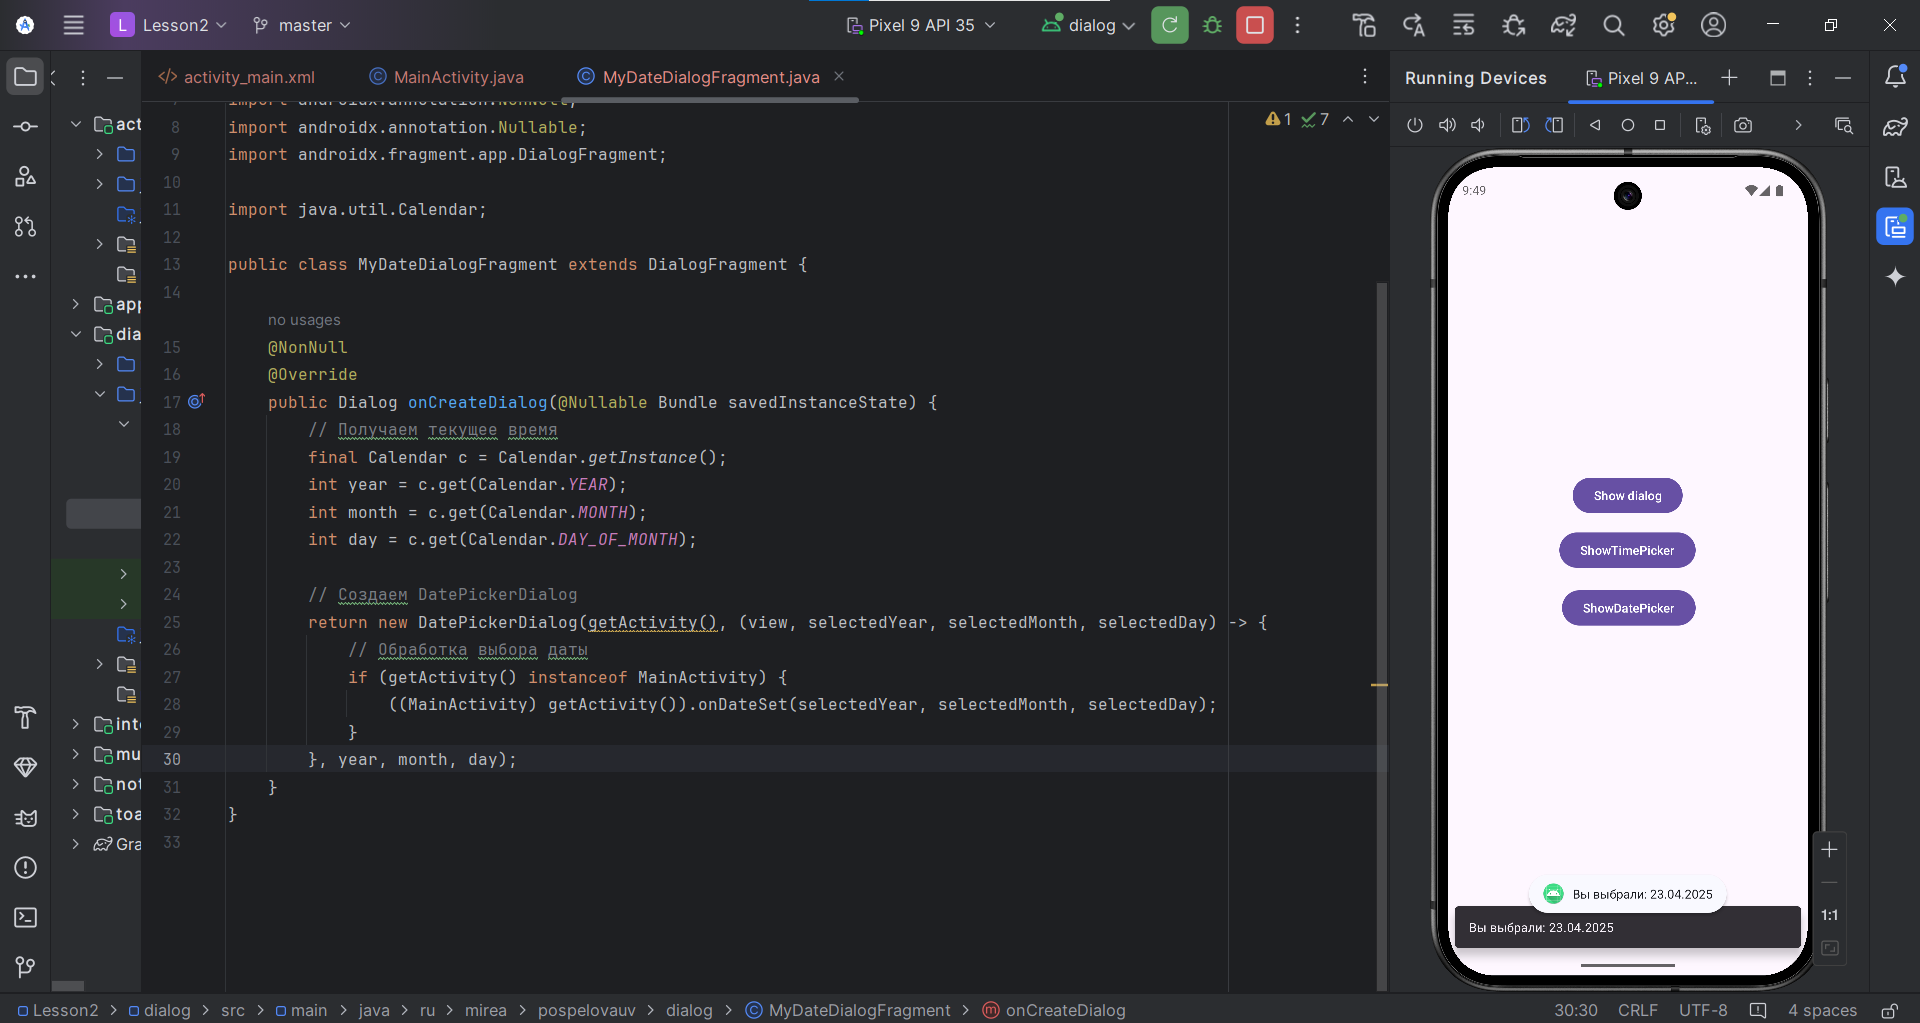 L Lesson2 master Pixel 9 API 35 dialog
activity_main.xml MainActivity.java MyDateDialogFragment.java
Running Devices Pixel 9 AP...
act
app
dia
inte
mu
not
toa
Gra
1 7
7 import androidx.annotation.NonNull;
8 import androidx.annotation.Nullable;
9 import androidx.fragment.app.DialogFragment;
10
11 import java.util.Calendar;
12
13 public class MyDateDialogFragment extends DialogFragment {
14
no usages
15 @NonNull
16 @Override
17 public Dialog onCreateDialog(@Nullable Bundle savedInstanceState) {
18 // Получаем текущее время
19 final Calendar c = Calendar.getInstance();
20 int year = c.get(Calendar.YEAR);
21 int month = c.get(Calendar.MONTH);
22 int day = c.get(Calendar.DAY_OF_MONTH);
23
24 // Создаем DatePickerDialog
25 return new DatePickerDialog(getActivity(), (view, selectedYear, selectedMonth, selectedDay) -> {
26 // Обработка выбора даты
27 if (getActivity() instanceof MainActivity) {
28 ((MainActivity) getActivity()).onDateSet(selectedYear, selectedMonth, selectedDay);
29 }
30 }, year, month, day);
31 }
32 }
33
9:49
Show dialog
ShowTimePicker
ShowDatePicker
Вы выбрали: 23.04.2025
Вы выбрали: 23.04.2025
1:1
Lesson2 > dialog > src > main > java > ru > mirea > pospelovauv > dialog > MyDateDialogFragment > onCreateDialog
30:30 CRLF UTF-8 4 spaces